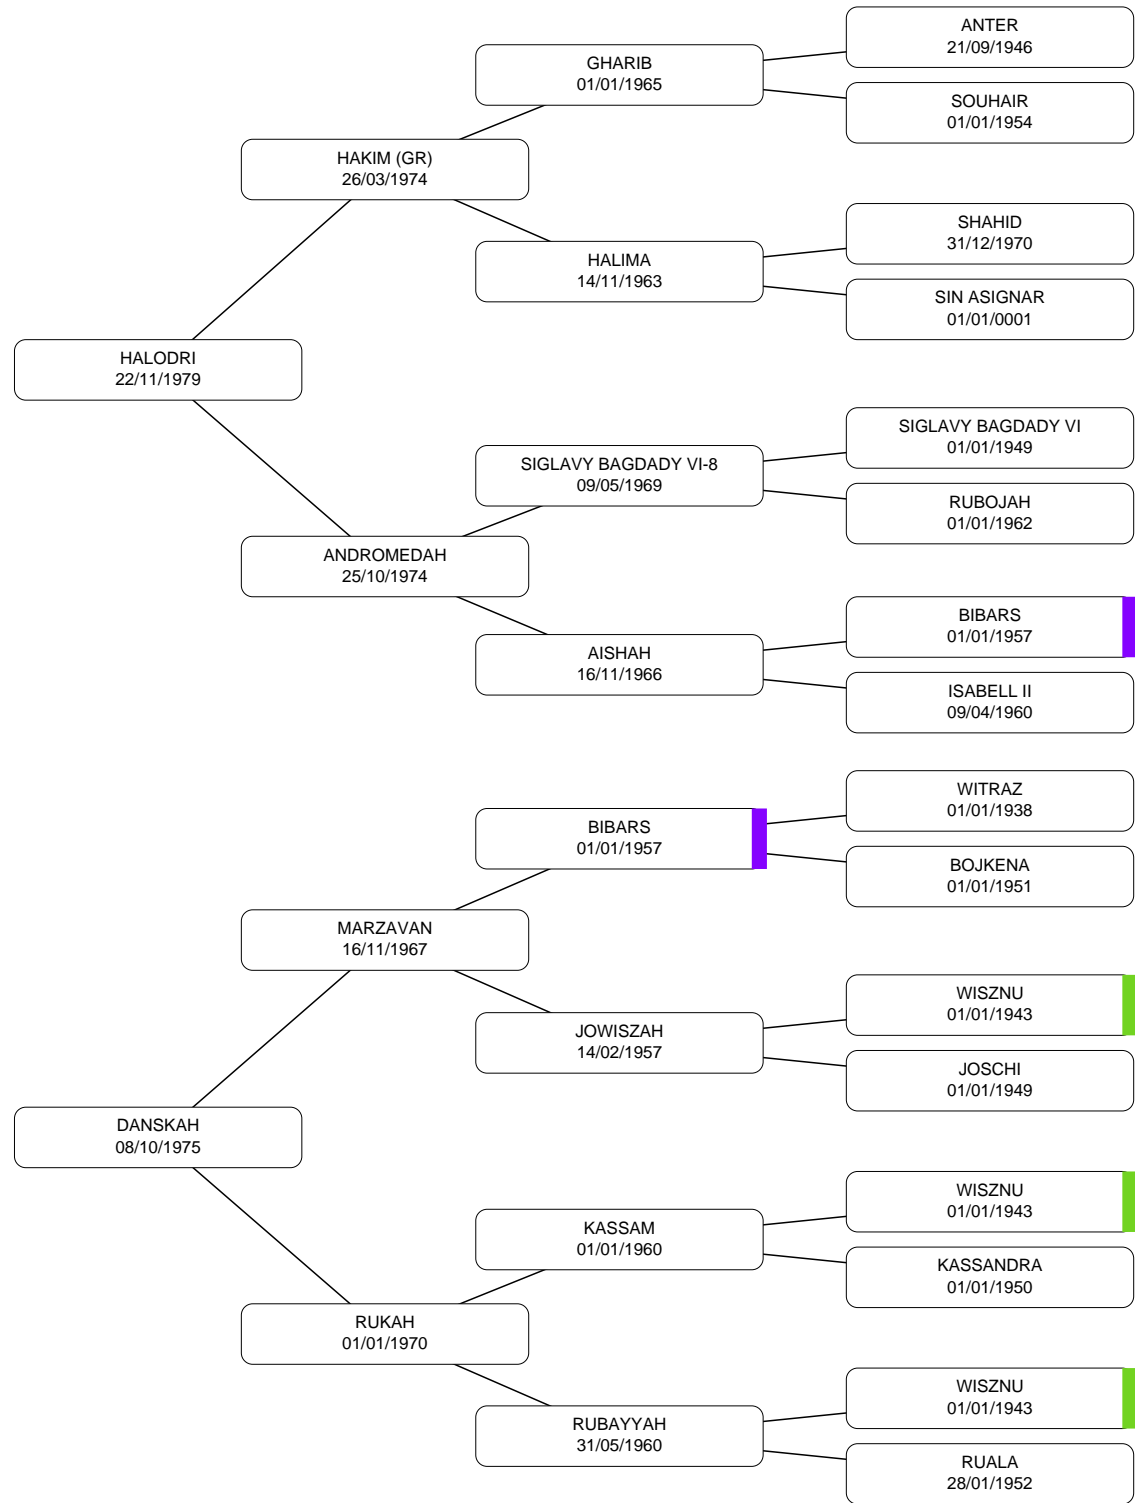 ANTER
21/09/1946
GHARIB
01/01/1965
SOUHAIR
01/01/1954
HAKIM (GR)
26/03/1974
SHAHID
31/12/1970
HALIMA
14/11/1963
SIN ASIGNAR
01/01/0001
HALODRI
22/11/1979
SIGLAVY BAGDADY VI
01/01/1949
SIGLAVY BAGDADY VI-8
09/05/1969
RUBOJAH
01/01/1962
ANDROMEDAH
25/10/1974
BIBARS
01/01/1957
AISHAH
16/11/1966
ISABELL II
09/04/1960
WITRAZ
01/01/1938
BIBARS
01/01/1957
BOJKENA
01/01/1951
MARZAVAN
16/11/1967
WISZNU
01/01/1943
JOWISZAH
14/02/1957
JOSCHI
01/01/1949
DANSKAH
08/10/1975
WISZNU
01/01/1943
KASSAM
01/01/1960
KASSANDRA
01/01/1950
RUKAH
01/01/1970
WISZNU
01/01/1943
RUBAYYAH
31/05/1960
RUALA
28/01/1952